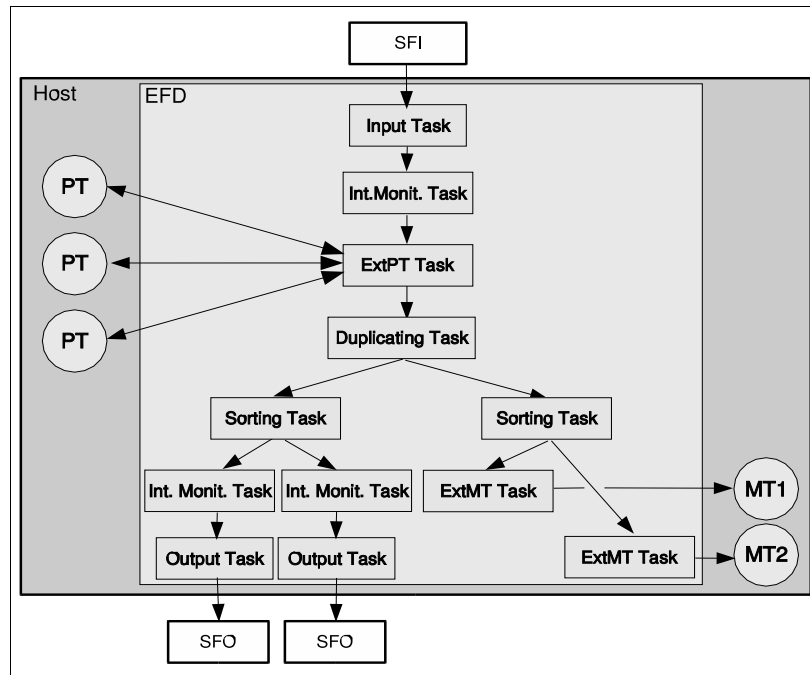 SFI
Host
EFD
Input Task
PT
Int.Monit. Task
PT
ExtPT Task
PT
Duplicating Task
Sorting Task
Sorting Task
Int. Monit. Task
Int. Monit. Task
ExtMT Task
MT1
Output Task
Output Task
ExtMT Task
MT2
SFO
SFO